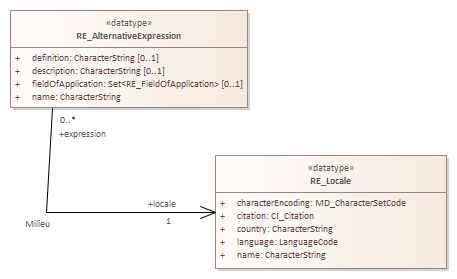 «datatype»
RE_AlternativeExpression
+ definition: CharacterString [0..1]
+ description: CharacterString [0..1]
+ fieldOfApplication: Set<RE_FieldOfApplication> [0..1]
+ name: CharacterString
0..*
+expression
«datatype»
RE_Locale
+ characterEncoding: MD_CharacterSetCode
+ citation: CI_Citation
+ country: CharacterString
+ language: LanguageCode
+ name: CharacterString
+locale
1
Milieu